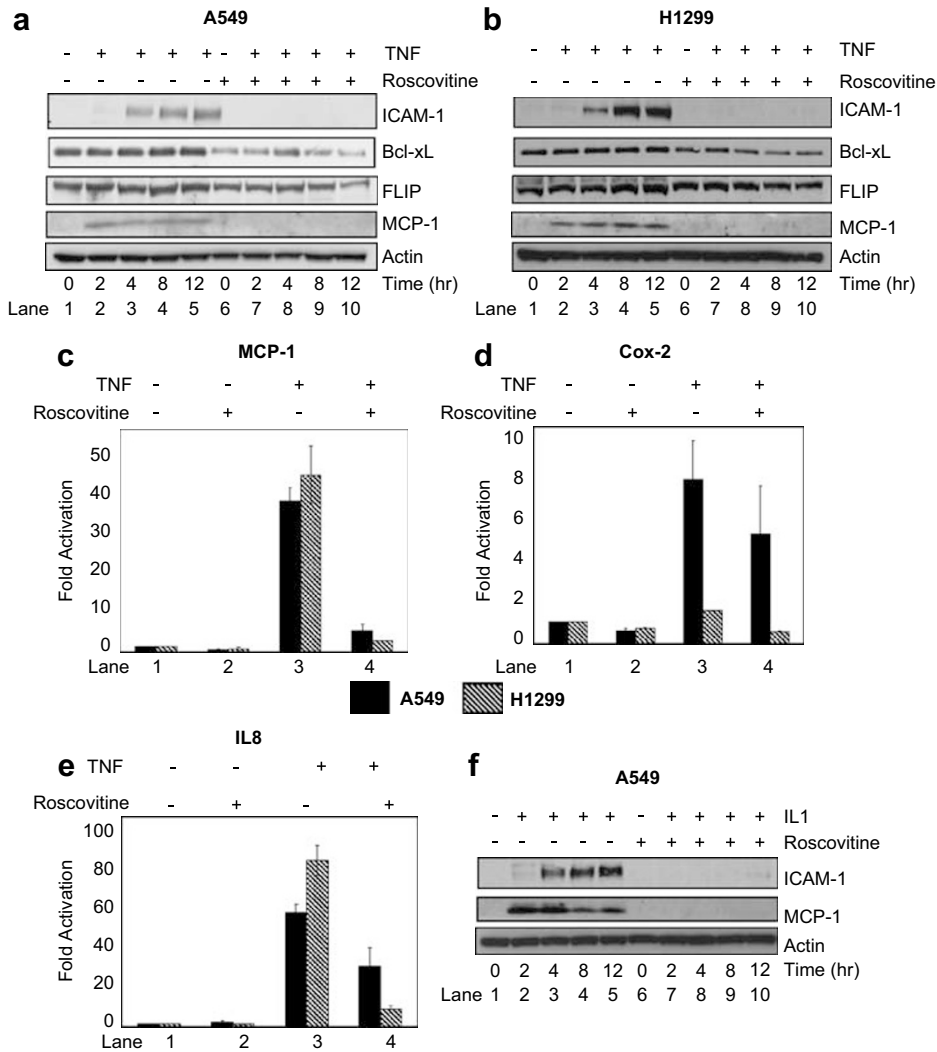 a
A549
- + + + + - + + + + TNF
- - - - - + + + + + Roscovitine
ICAM-1
Bcl-xL
FLIP
MCP-1
Actin
0 2 4 8 12 0 2 4 8 12 Time (hr)
Lane 1 2 3 4 5 6 7 8 9 10
b
H1299
- + + + + - + + + + TNF
- - - - - + + + + + Roscovitine
ICAM-1
Bcl-xL
FLIP
MCP-1
Actin
0 2 4 8 12 0 2 4 8 12 Time (hr)
Lane 1 2 3 4 5 6 7 8 9 10
c
MCP-1
TNF - - + +
Roscovitine - + - +
Fold Activation
50
40
30
20
10
0
Lane 1 2 3 4
d
Cox-2
TNF - - + +
Roscovitine - + - +
Fold Activation
10
8
6
4
2
0
Lane 1 2 3 4
A549 H1299
e
IL8
TNF - - + +
Roscovitine - + - +
Fold Activation
100
80
60
40
20
0
Lane 1 2 3 4
f
A549
- + + + + - + + + + IL1
- - - - - + + + + + Roscovitine
ICAM-1
MCP-1
Actin
0 2 4 8 12 0 2 4 8 12 Time (hr)
Lane 1 2 3 4 5 6 7 8 9 10